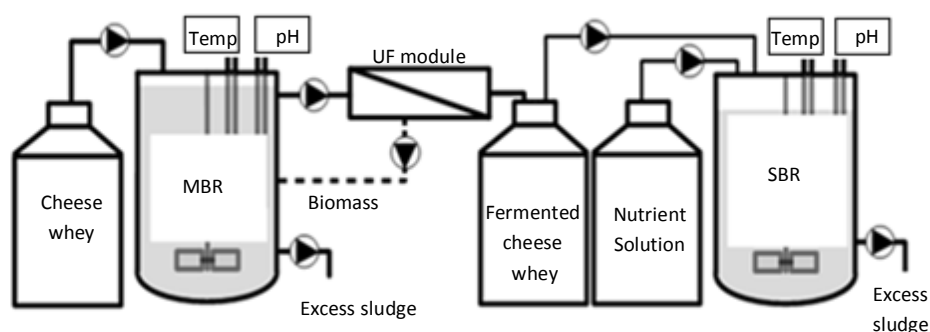 Temp
pH
UF module
Temp
pH
MBR
SBR
Cheese
whey
Biomass
Fermented
cheese
whey
Nutrient
Solution
Excess sludge
Excess
sludge